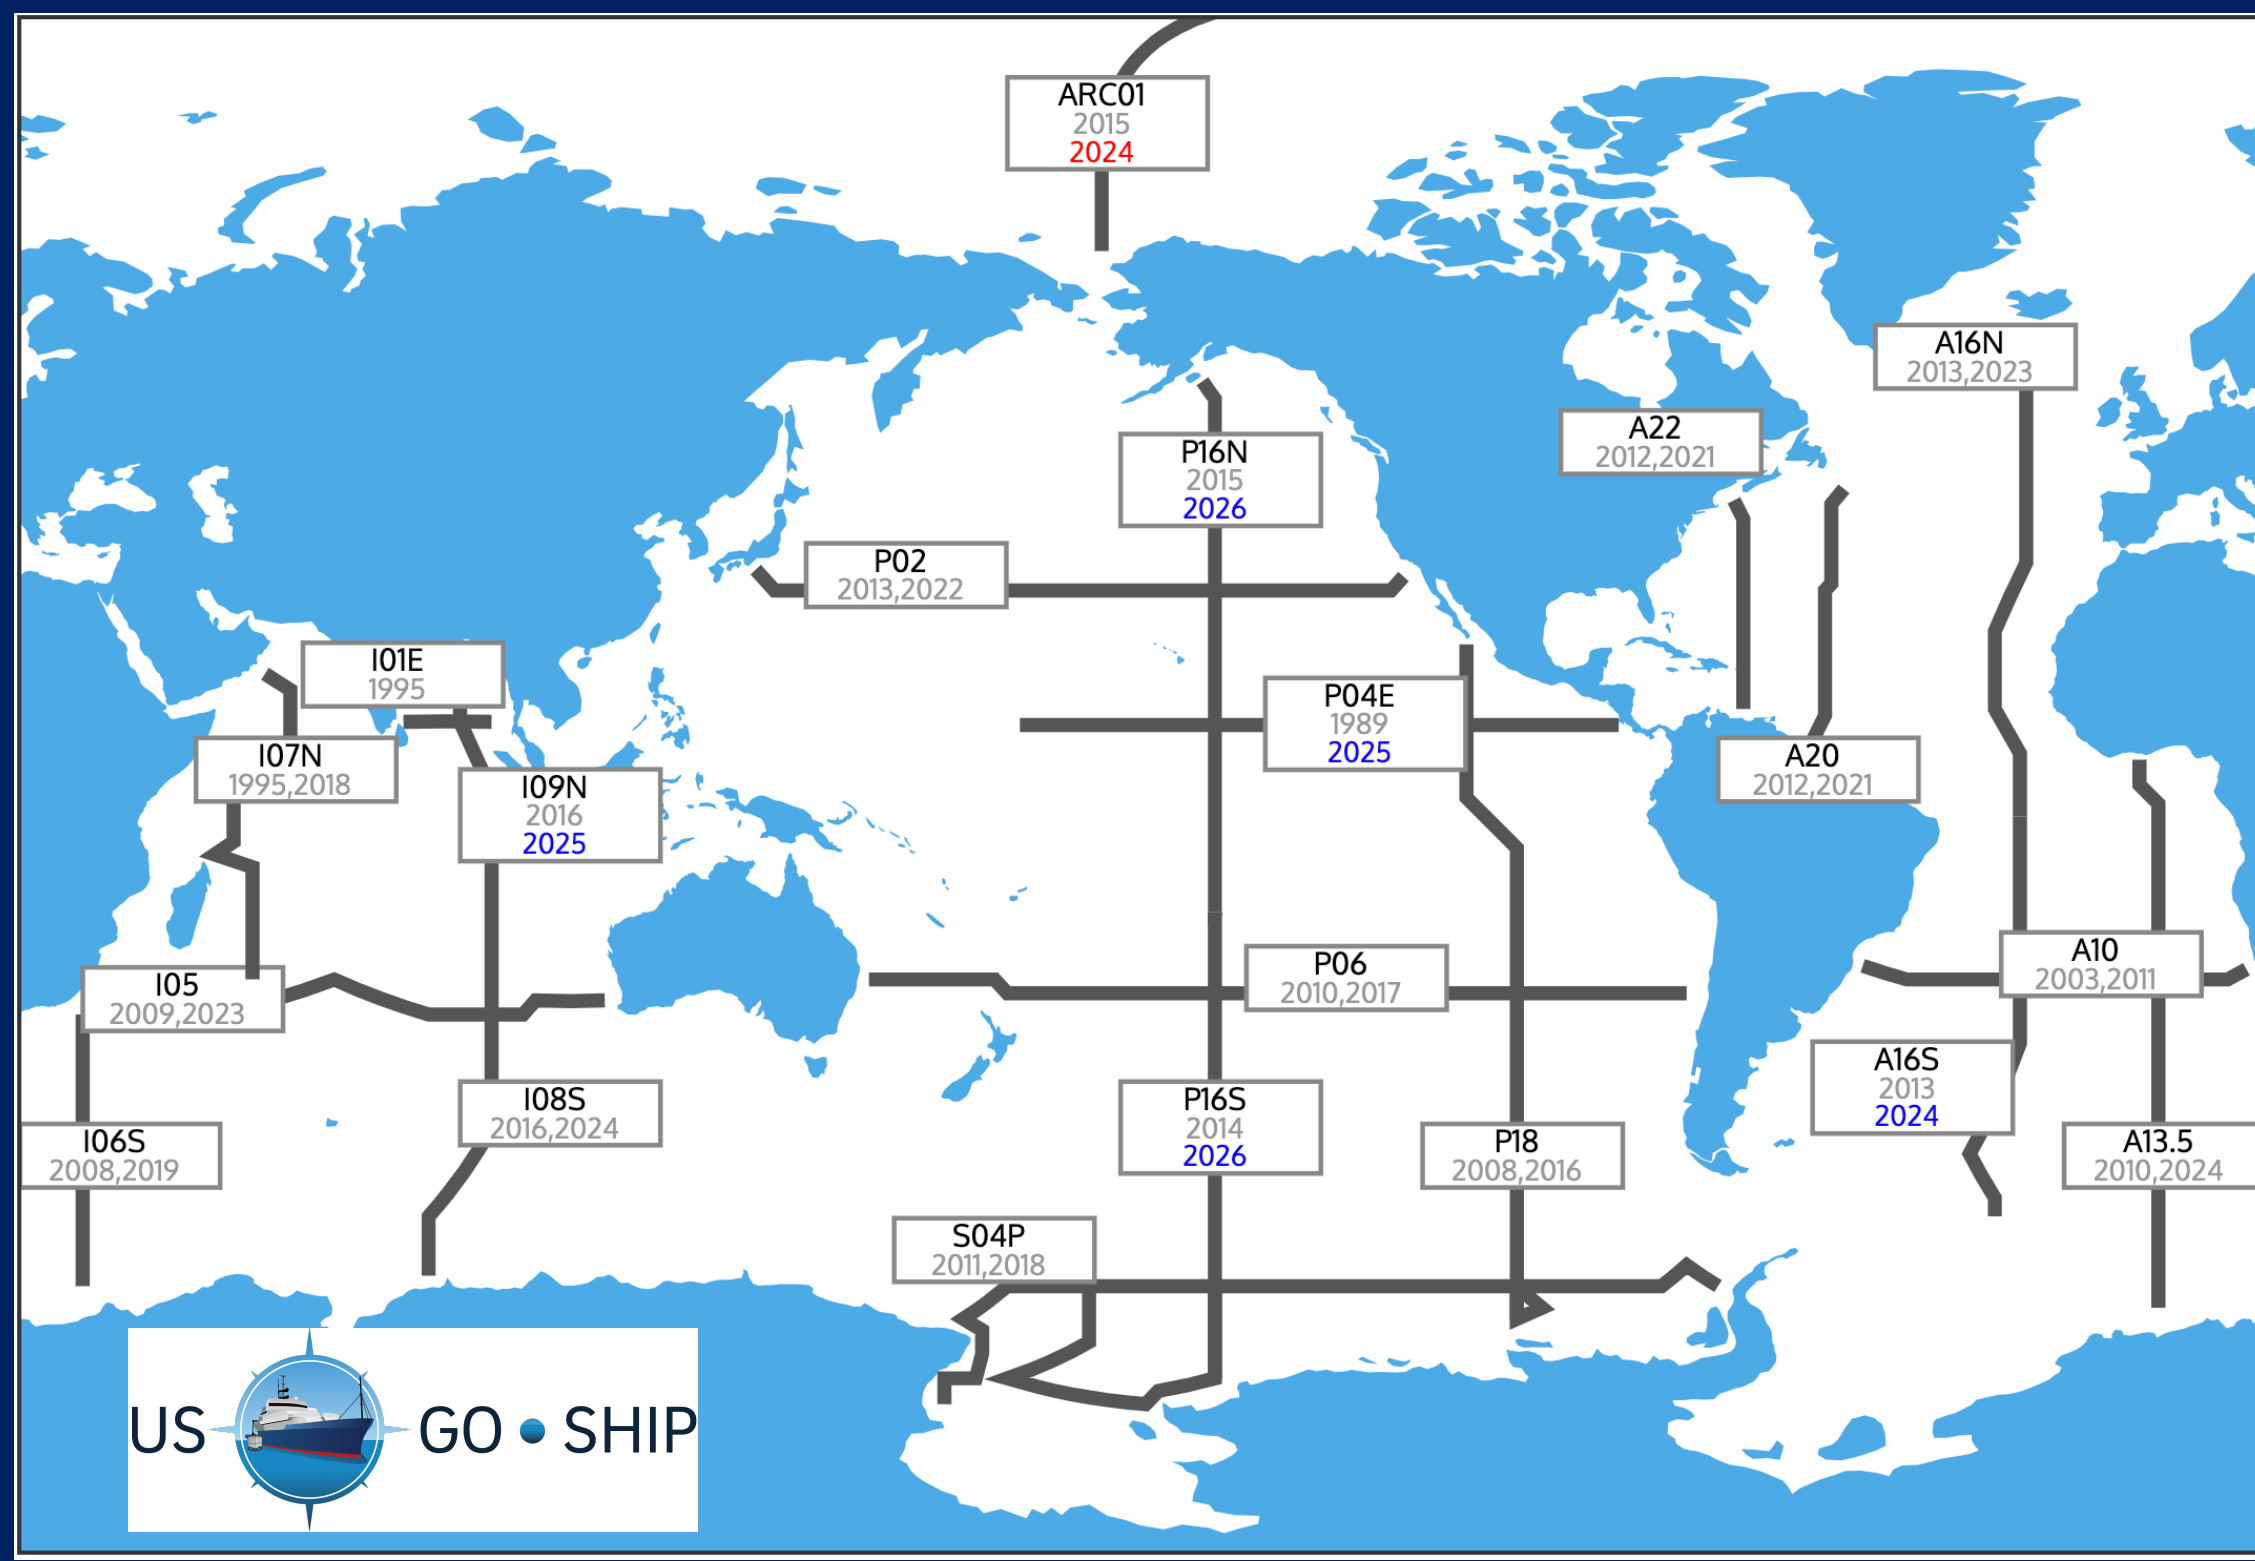 ARC01
2015
2024
A16N
2013,2023
A22
2012,2021
P16N
2015
2026
P02
2013,2022
I01E
1995
P04E
1989
2025
I07N
1995,2018
A20
2012,2021
I09N
2016
2025
A10
2003,2011
P06
2010,2017
I05
2009,2023
A16S
2013
2024
I08S
2016,2024
P16S
2014
2026
I06S
2008,2019
P18
2008,2016
A13.5
2010,2024
S04P
2011,2018
US GO • SHIP